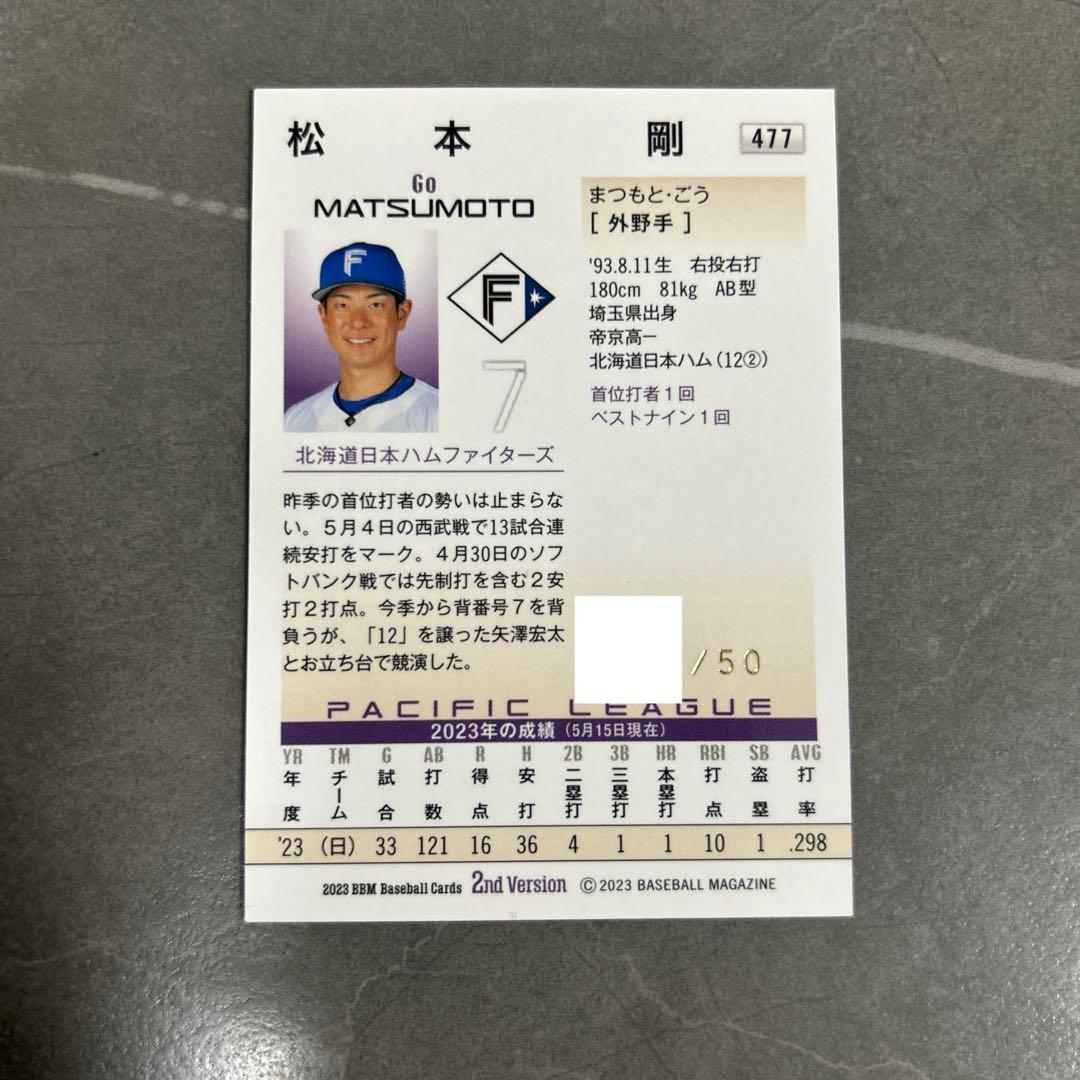 松本剛 477
Go
MATSUMOTO
まつもと・ごう
[ 外野手 ]
'93.8.11生 右投右打
180cm 81kg AB型
埼玉県出身
帝京高―
北海道日本ハム(12②)
首位打者1回
ベストナイン1回
F
F
7
北海道日本ハムファイターズ
昨季の首位打者の勢いは止まらな
い。5月4日の西武戦で13試合連
続安打をマーク。4月30日のソフ
トバンク戦では先制打を含む2安
打2打点。今季から背番号7を背
負うが、「12」を譲った矢澤宏太
とお立ち台で競演した。
/50
PACIFIC LEAGUE
2023年の成績(5月15日現在)
YR TM G AB R H 2B 3B HR RBI SB AVG
年度 チーム 試合 打数 得点 安打 二塁打 三塁打 本塁打 打点 盗塁 打率
'23 (日) 33 121 16 36 4 1 1 10 1 .298
2023 BBM Baseball Cards 2nd Version ©2023 BASEBALL MAGAZINE